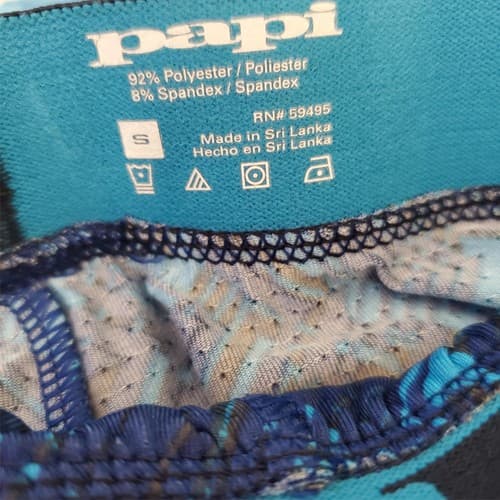 papi
92% Polyester / Poliester
8% Spandex / Spandex
RN# 59495
S
Made in Sri Lanka
Hecho en Sri Lanka